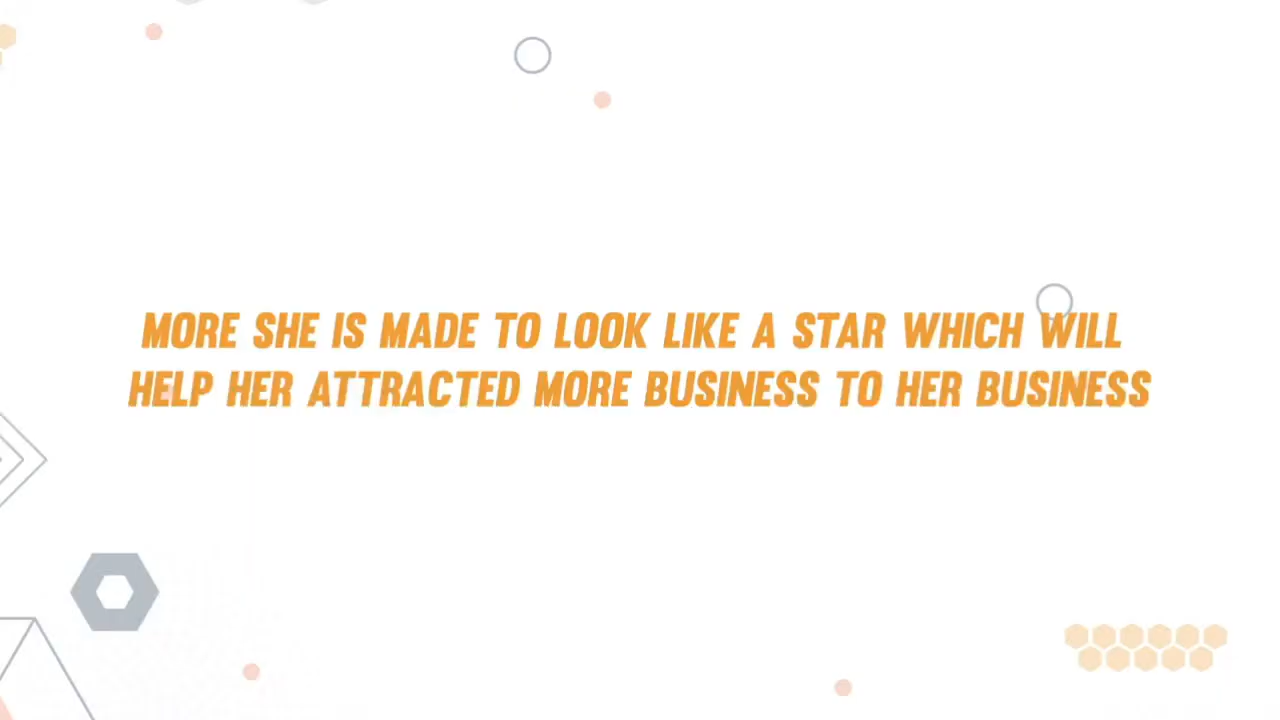 MORE SHE IS MADE TO LOOK LIKE A STAR WHICH WILL
HELP HER ATTRACTED MORE BUSINESS TO HER BUSINESS